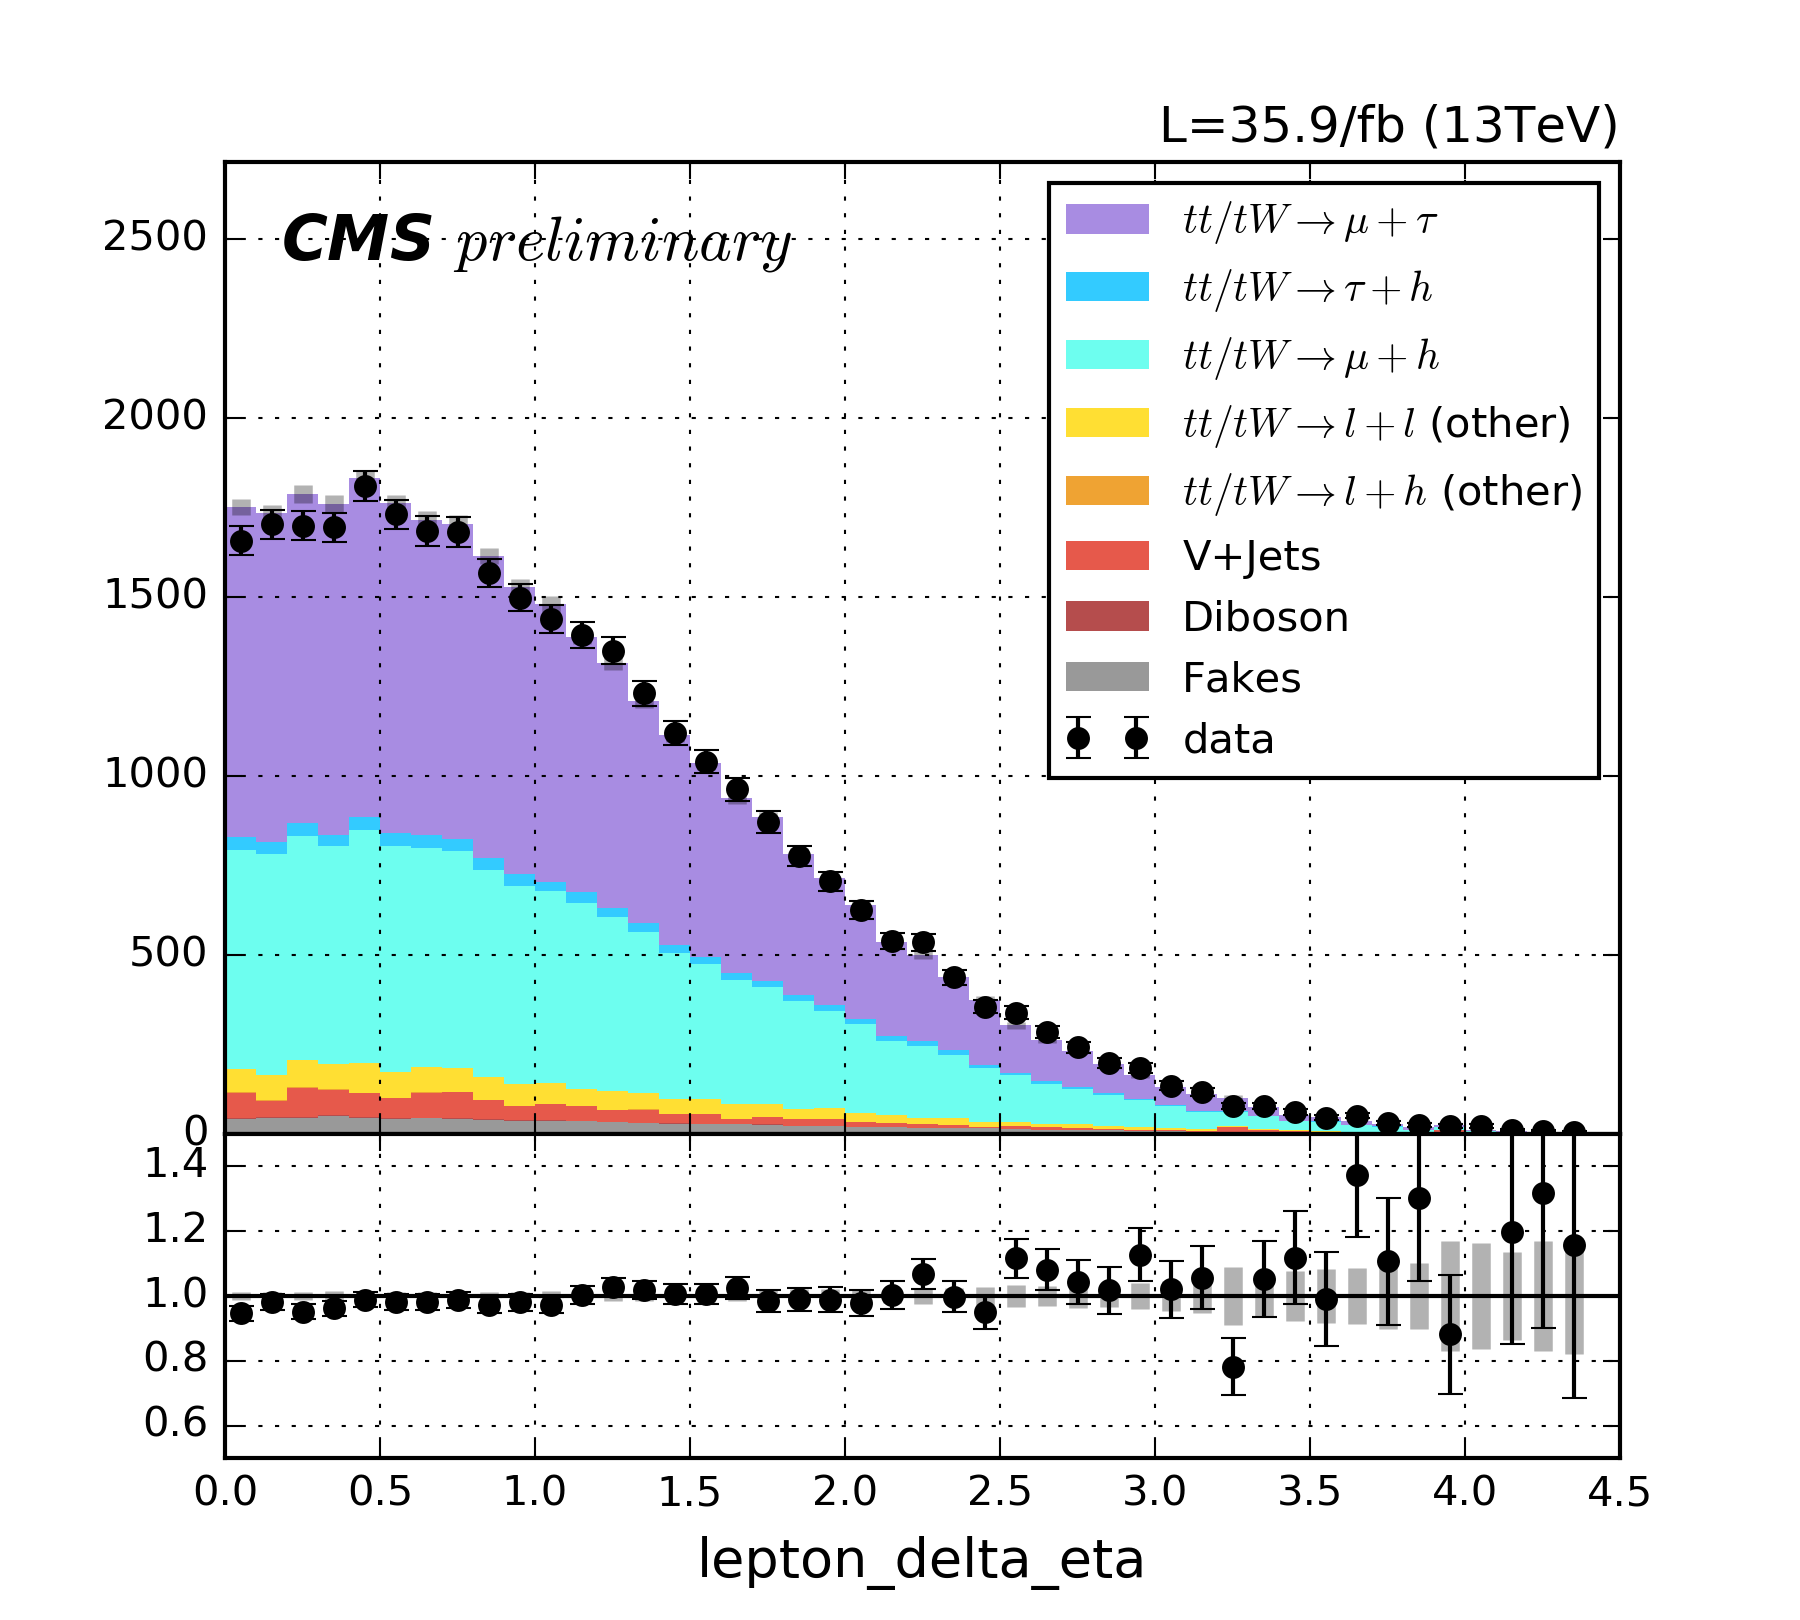 L=35.9/fb (13TeV)
CMS preliminary
tt/tW→μ+τ
tt/tW→τ+h
tt/tW→μ+h
tt/tW→l+l (other)
tt/tW→l+h (other)
V+Jets
Diboson
Fakes
data
2500
2000
1500
1000
500
0
1.4
1.2
1.0
0.8
0.6
0.0 0.5 1.0 1.5 2.0 2.5 3.0 3.5 4.0 4.5
lepton_delta_eta